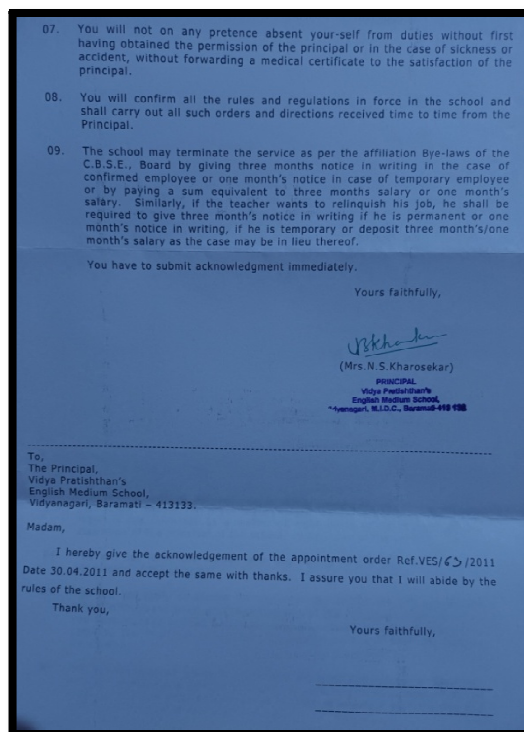 07. You will not on any pretence absent your-self from duties without first
having obtained the permission of the principal or in the case of sickness or
accident, without forwarding a medical certificate to the satisfaction of the
principal.
08. You will confirm all the rules and regulations in force in the school and
shall carry out all such orders and directions received time to time from the
Principal.
09. The school may terminate the service as per the affiliation Bye-laws of the
C.B.S.E., Board by giving three months notice in writing in the case of
confirmed employee or one month's notice in case of temporary employee
or by paying a sum equivalent to three months salary or one month's
salary. Similarly, if the teacher wants to relinquish his job, he shall be
required to give three month's notice in writing if he is permanent or one
month's notice in writing, if he is temporary or deposit three month's/one
month's salary as the case may be in lieu thereof.
You have to submit acknowledgment immediately.
Yours faithfully,
(Mrs.N.S.Kharosekar)
PRINCIPAL
Vidya Pratishthan's
English Medium School,
M.I.D.C., Baramati-413 133
To,
The Principal,
Vidya Pratishthan's
English Medium School,
Vidyanagari, Baramati – 413133.
Madam,
I hereby give the acknowledgement of the appointment order Ref.VES/63/2011
Date 30.04.2011 and accept the same with thanks. I assure you that I will abide by the
rules of the school.
Thank you,
Yours faithfully,